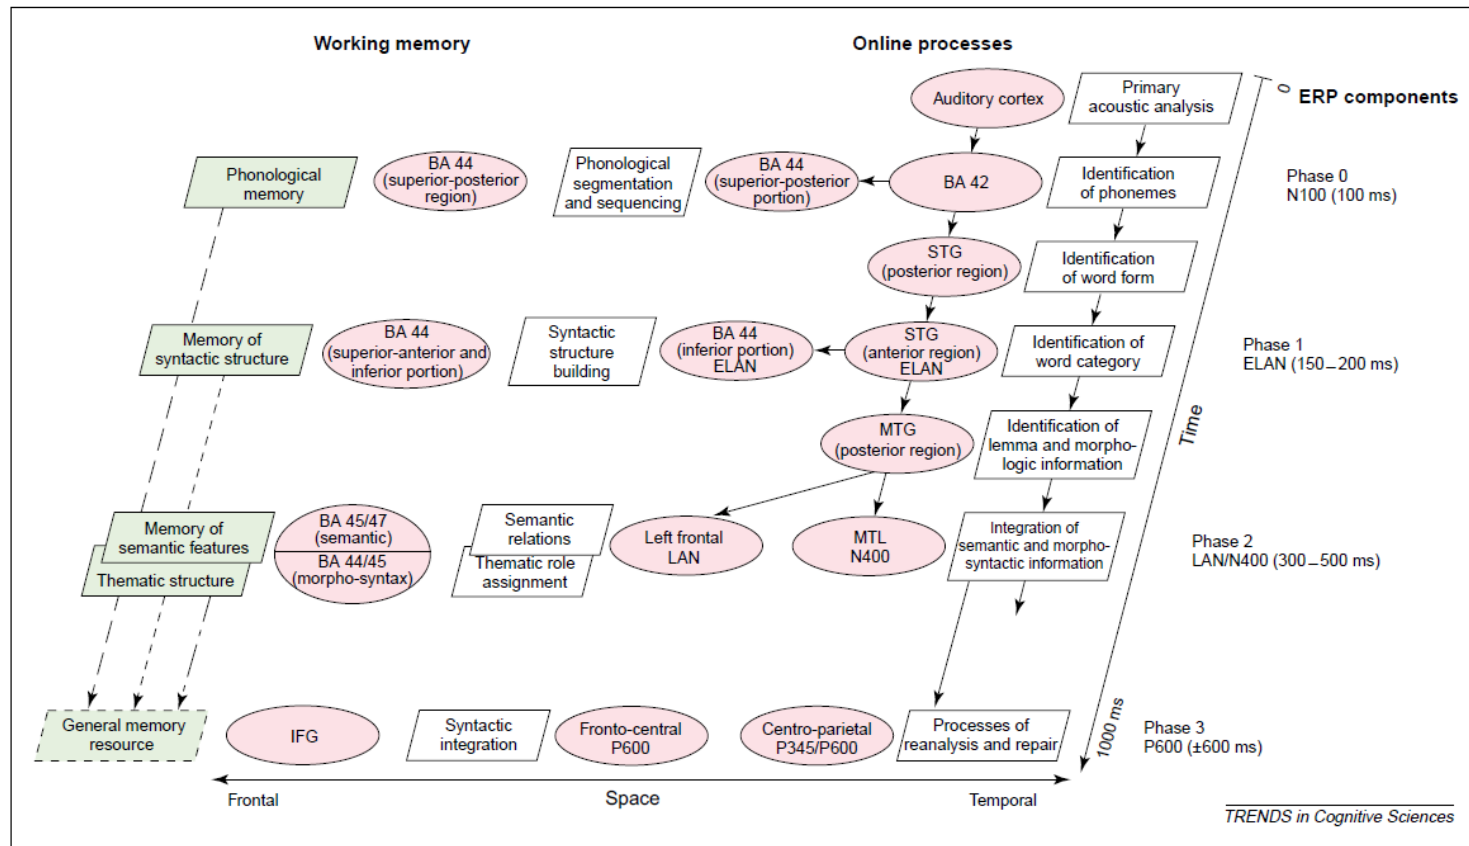 Working memory
Online processes
Auditory cortex
Primary
acoustic analysis
0
ERP components
Phonological
memory
BA 44
(superior-posterior
region)
Phonological
segmentation
and sequencing
BA 44
(superior-posterior
portion)
BA 42
Identification
of phonemes
Phase 0
N100 (100 ms)
STG
(posterior region)
Identification
of word form
Memory of
syntactic structure
BA 44
(superior-anterior and
inferior portion)
Syntactic
structure
building
BA 44
(inferior portion)
ELAN
STG
(anterior region)
ELAN
Identification of
word category
Phase 1
ELAN (150–200 ms)
MTG
(posterior region)
Identification of
lemma and morpho-
logic information
Time
Memory of
semantic features
Thematic structure
BA 45/47
(semantic)
BA 44/45
(morpho-syntax)
Semantic
relations
Thematic role
assignment
Left frontal
LAN
MTL
N400
Integration of
semantic and morpho-
syntactic information
Phase 2
LAN/N400 (300–500 ms)
General memory
resource
IFG
Syntactic
integration
Fronto-central
P600
Centro-parietal
P345/P600
Processes of
reanalysis and repair
1000 ms
Phase 3
P600 (±600 ms)
Frontal
Space
Temporal
TRENDS in Cognitive Sciences